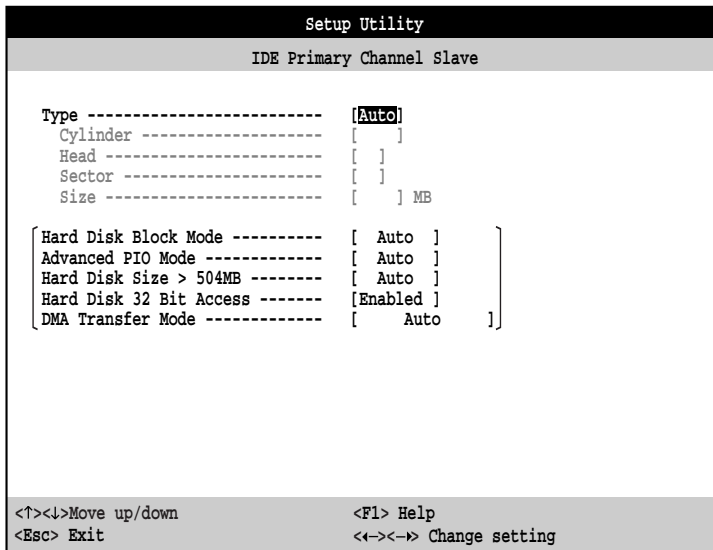 Setup Utility
IDE Primary Channel Slave
Type -------------------------- [Auto]
Cylinder -------------------- [    ]
Head ------------------------ [  ]
Sector ---------------------- [  ]
Size ------------------------ [    ] MB
Hard Disk Block Mode ---------- [  Auto  ]
Advanced PIO Mode ------------- [  Auto  ]
Hard Disk Size > 504MB -------- [  Auto  ]
Hard Disk 32 Bit Access ------- [Enabled ]
DMA Transfer Mode ------------- [     Auto     ]
<↑><↓>Move up/down <F1> Help
<Esc> Exit <←><→> Change setting